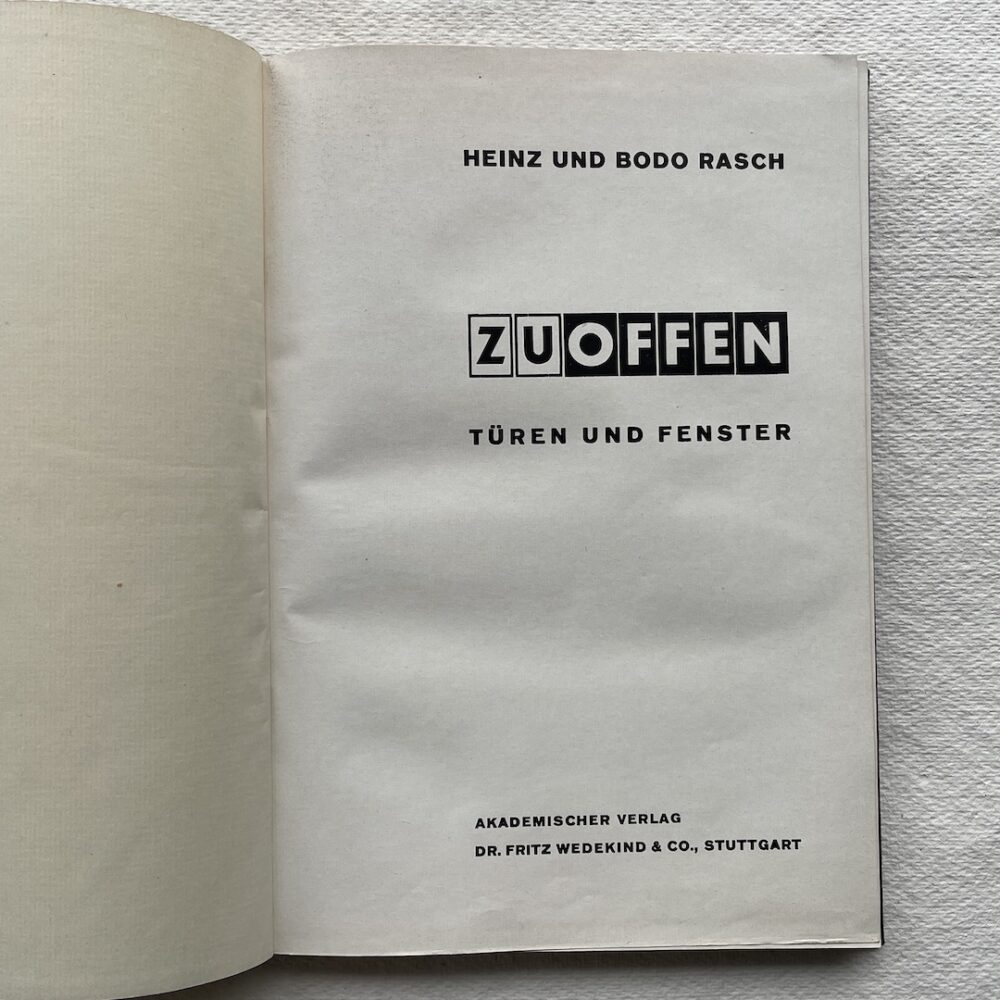 HEINZ UND BODO RASCH
ZUOFFEN
TÜREN UND FENSTER
AKADEMISCHER VERLAG
DR. FRITZ WEDEKIND & CO., STUTTGART